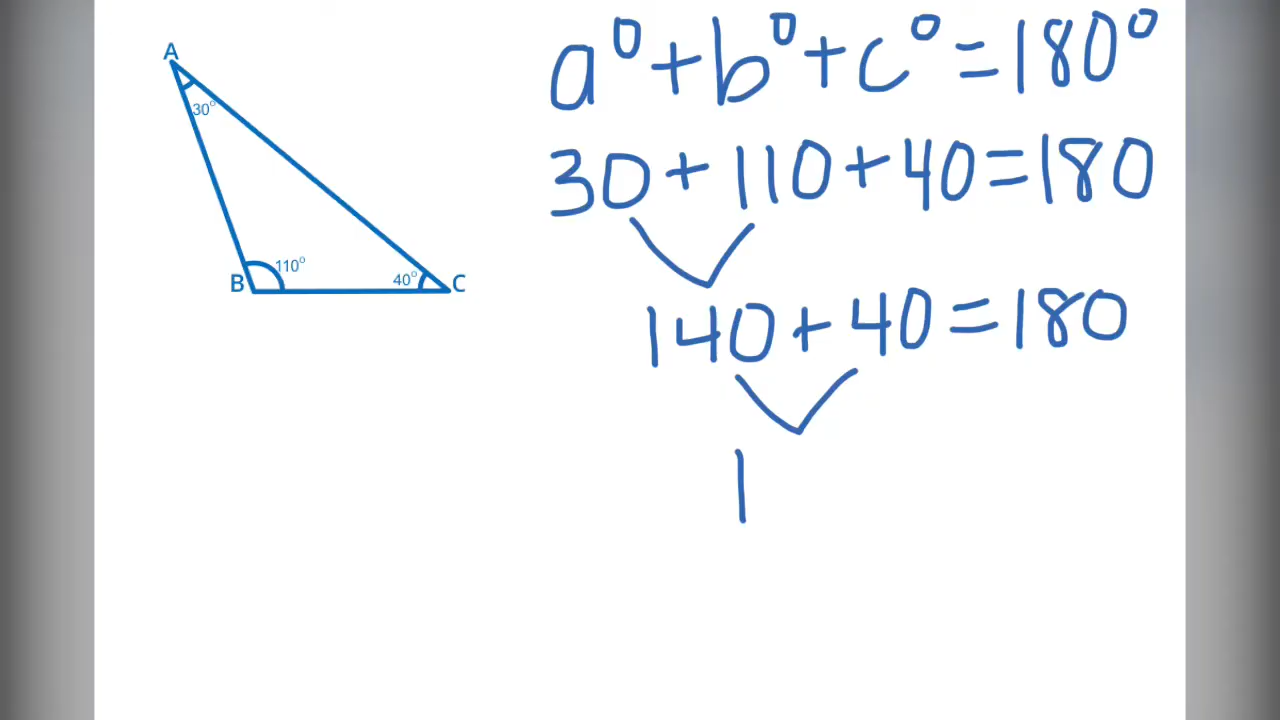 A
30°
B
110°
40°
C
a° + b° + c° = 180°
30 + 110 + 40 = 180
140 + 40 = 180
1